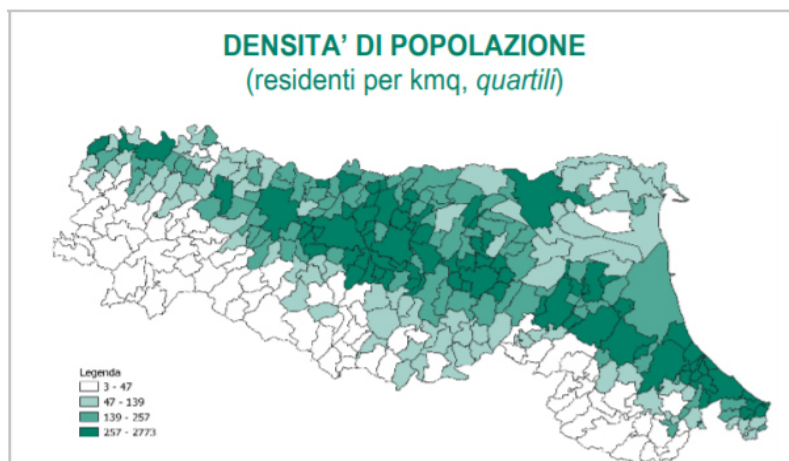 DENSITA’ DI POPOLAZIONE
(residenti per kmq, quartili)
Legenda
3 - 47
47 - 139
139 - 257
257 - 2773